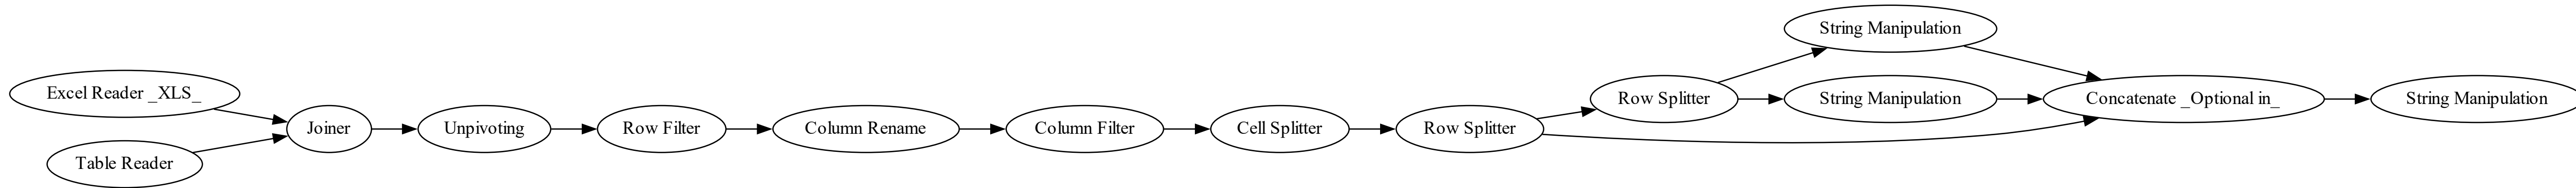 Excel Reader _XLS_
Table Reader
Joiner
Unpivoting
Row Filter
Column Rename
Column Filter
Cell Splitter
Row Splitter
Row Splitter
String Manipulation
String Manipulation
Concatenate _Optional in_
String Manipulation